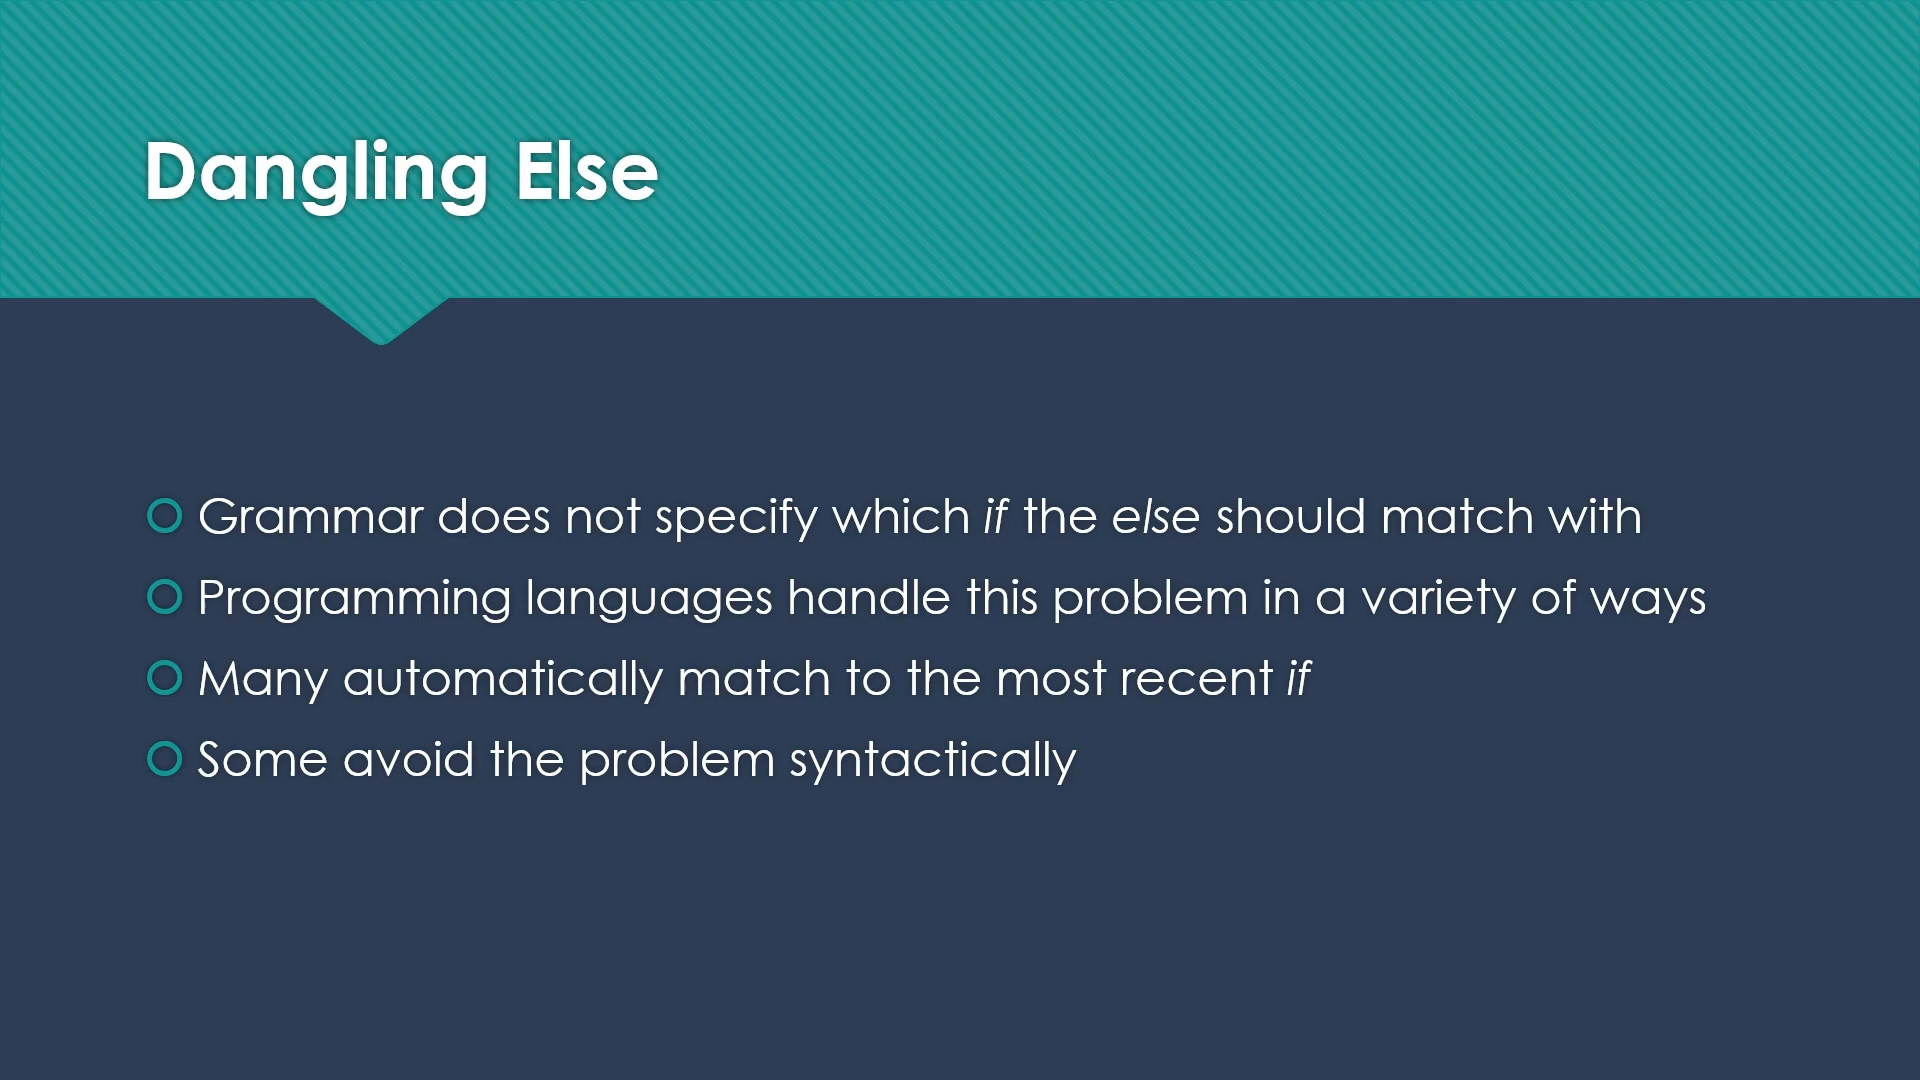 Dangling Else
Grammar does not specify which if the else should match with
Programming languages handle this problem in a variety of ways
Many automatically match to the most recent if
Some avoid the problem syntactically